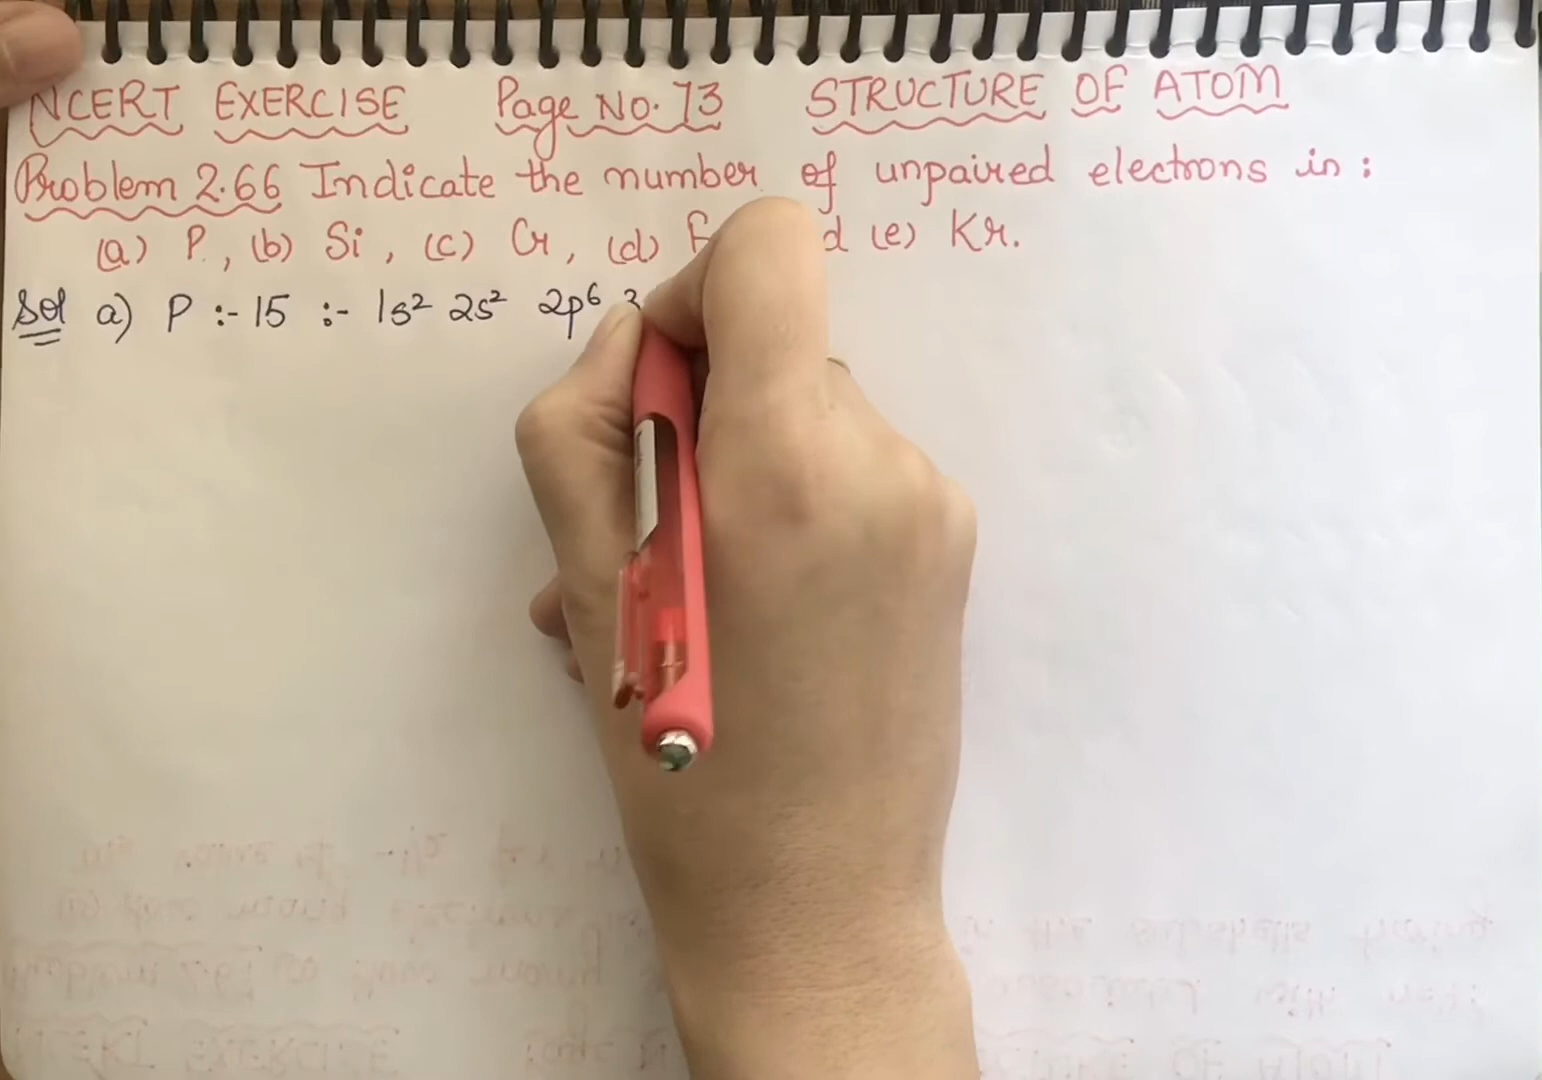 NCERT EXERCISE Page No. 73 STRUCTURE OF ATOM
Problem 2.66 Indicate the number of unpaired electrons in :
(a) P, (b) Si, (c) Cr, (d) d (e) Kr.
Sol a) P :- 15 :- 1s² 2s² 2p⁶ 3